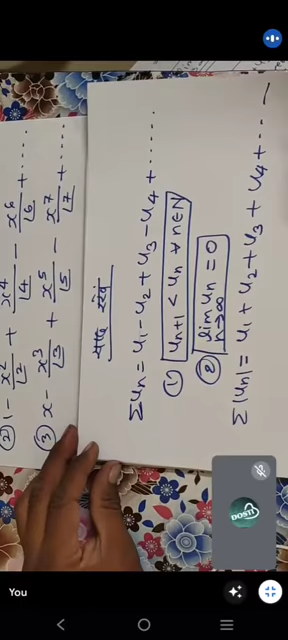 ② 1 - x²/⌊2 + x⁴/⌊4 - x⁶/⌊6 + ......
③ x - x³/⌊3 + x⁵/⌊5 - x⁷/⌊7 + ......
Σuₙ = u₁ - u₂ + u₃ - u₄ + ......
① uₙ₊₁ < uₙ ∀ n∈N
② lim uₙ = 0
n→∞
Σ|uₙ| = u₁ + u₂ + u₃ + u₄ + ...
DOSTI
You